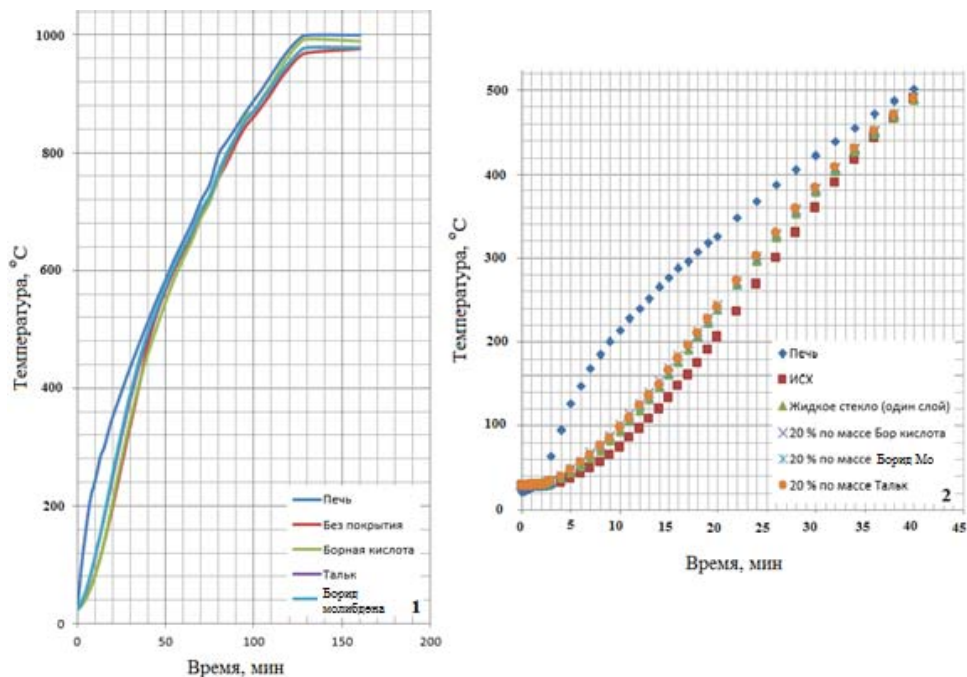 1000
800
600
400
200
0
Температура, °С
0
50
100
150
200
Время, мин
Печь
Без покрытия
Борная кислота
Тальк
Борид
молибдена
1
500
400
300
200
100
0
Температура, °С
0
5
10
15
20
25
30
35
40
45
Время, мин
Печь
ИСХ
Жидкое стекло (один слой)
20 % по массе Бор кислота
20 % по массе Борид Мо
20 % по массе Тальк
2